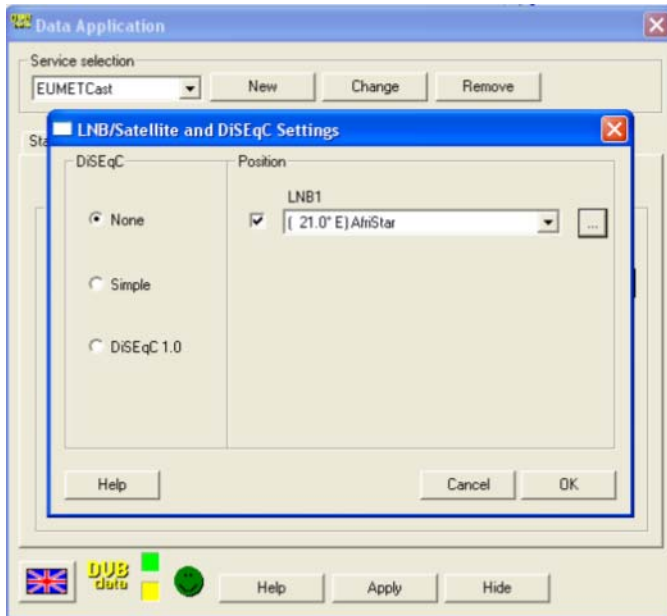 Data Application
Service selection
EUMETCast
New
Change
Remove
Sta
LNB/Satellite and DiSEqC Settings
DiSEqC
Position
LNB1
None
( 21.0° E) AfriStar
...
Simple
DiSEqC 1.0
Help
Cancel
OK
DVB
data
Help
Apply
Hide